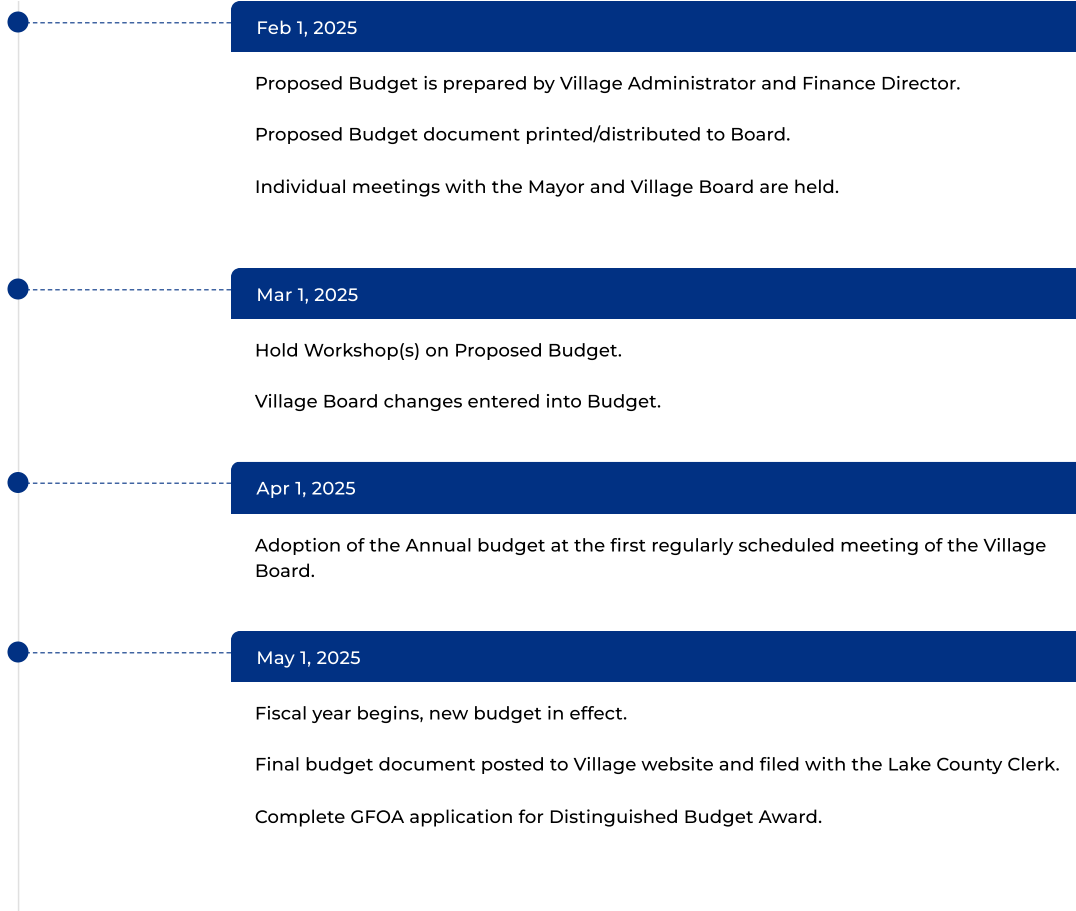 Feb 1, 2025
Proposed Budget is prepared by Village Administrator and Finance Director.
Proposed Budget document printed/distributed to Board.
Individual meetings with the Mayor and Village Board are held.
Mar 1, 2025
Hold Workshop(s) on Proposed Budget.
Village Board changes entered into Budget.
Apr 1, 2025
Adoption of the Annual budget at the first regularly scheduled meeting of the Village
Board.
May 1, 2025
Fiscal year begins, new budget in effect.
Final budget document posted to Village website and filed with the Lake County Clerk.
Complete GFOA application for Distinguished Budget Award.